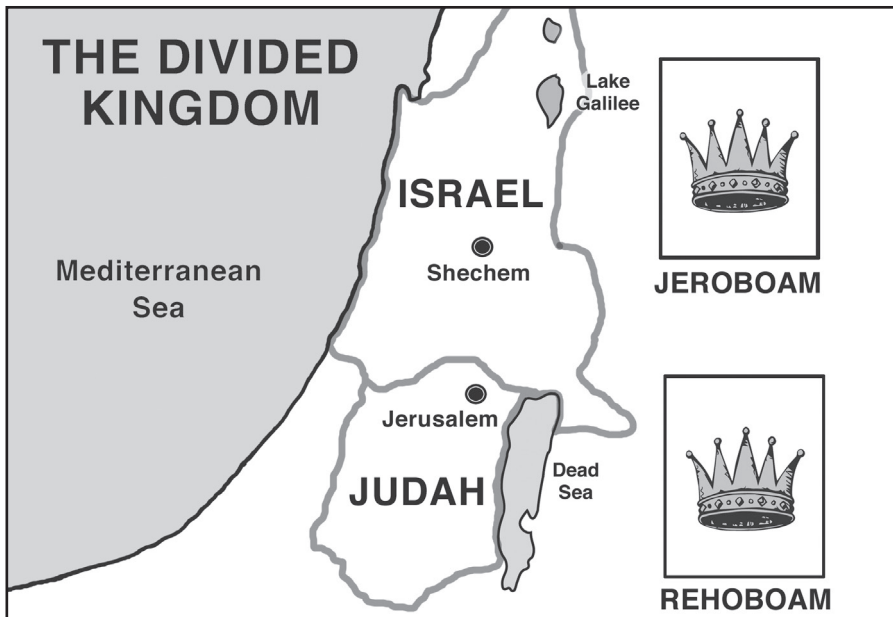 THE DIVIDED
KINGDOM
Lake
Galilee
ISRAEL
Mediterranean
Sea
Shechem
JEROBOAM
Jerusalem
JUDAH
Dead
Sea
REHOBOAM